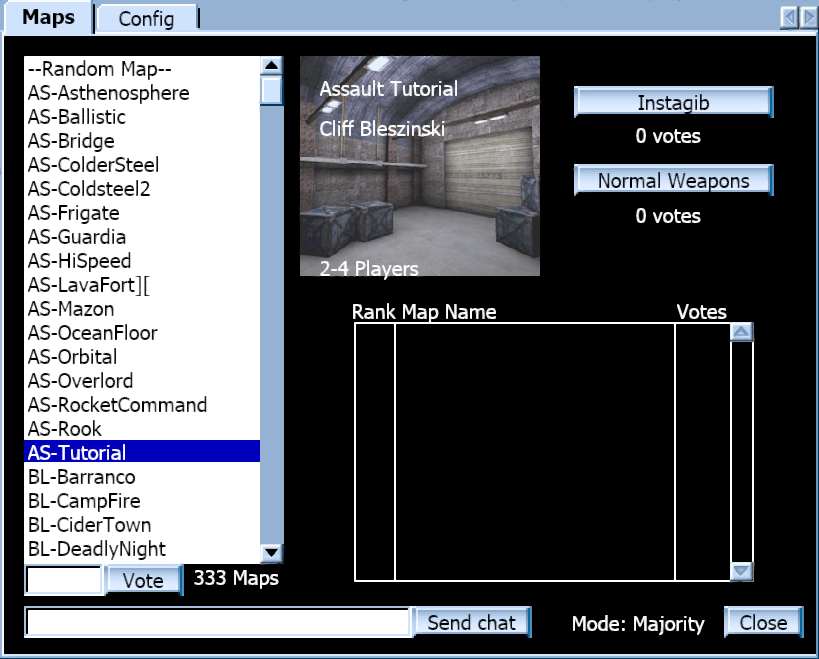 Maps Config
--Random Map--
AS-Asthenosphere
AS-Ballistic
AS-Bridge
AS-ColderSteel
AS-Coldsteel2
AS-Frigate
AS-Guardia
AS-HiSpeed
AS-LavaFort][
AS-Mazon
AS-OceanFloor
AS-Orbital
AS-Overlord
AS-RocketCommand
AS-Rook
AS-Tutorial
BL-Barranco
BL-CampFire
BL-CiderTown
BL-DeadlyNight
Vote 333 Maps
Assault Tutorial
Cliff Bleszinski
2-4 Players
Instagib
0 votes
Normal Weapons
0 votes
Rank Map Name Votes
Send chat Mode: Majority Close